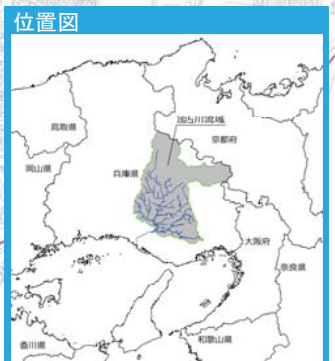 位置図
加古川流域
鳥取県
京都府
岡山県
兵庫県
大阪府
奈良県
香川県
和歌山県